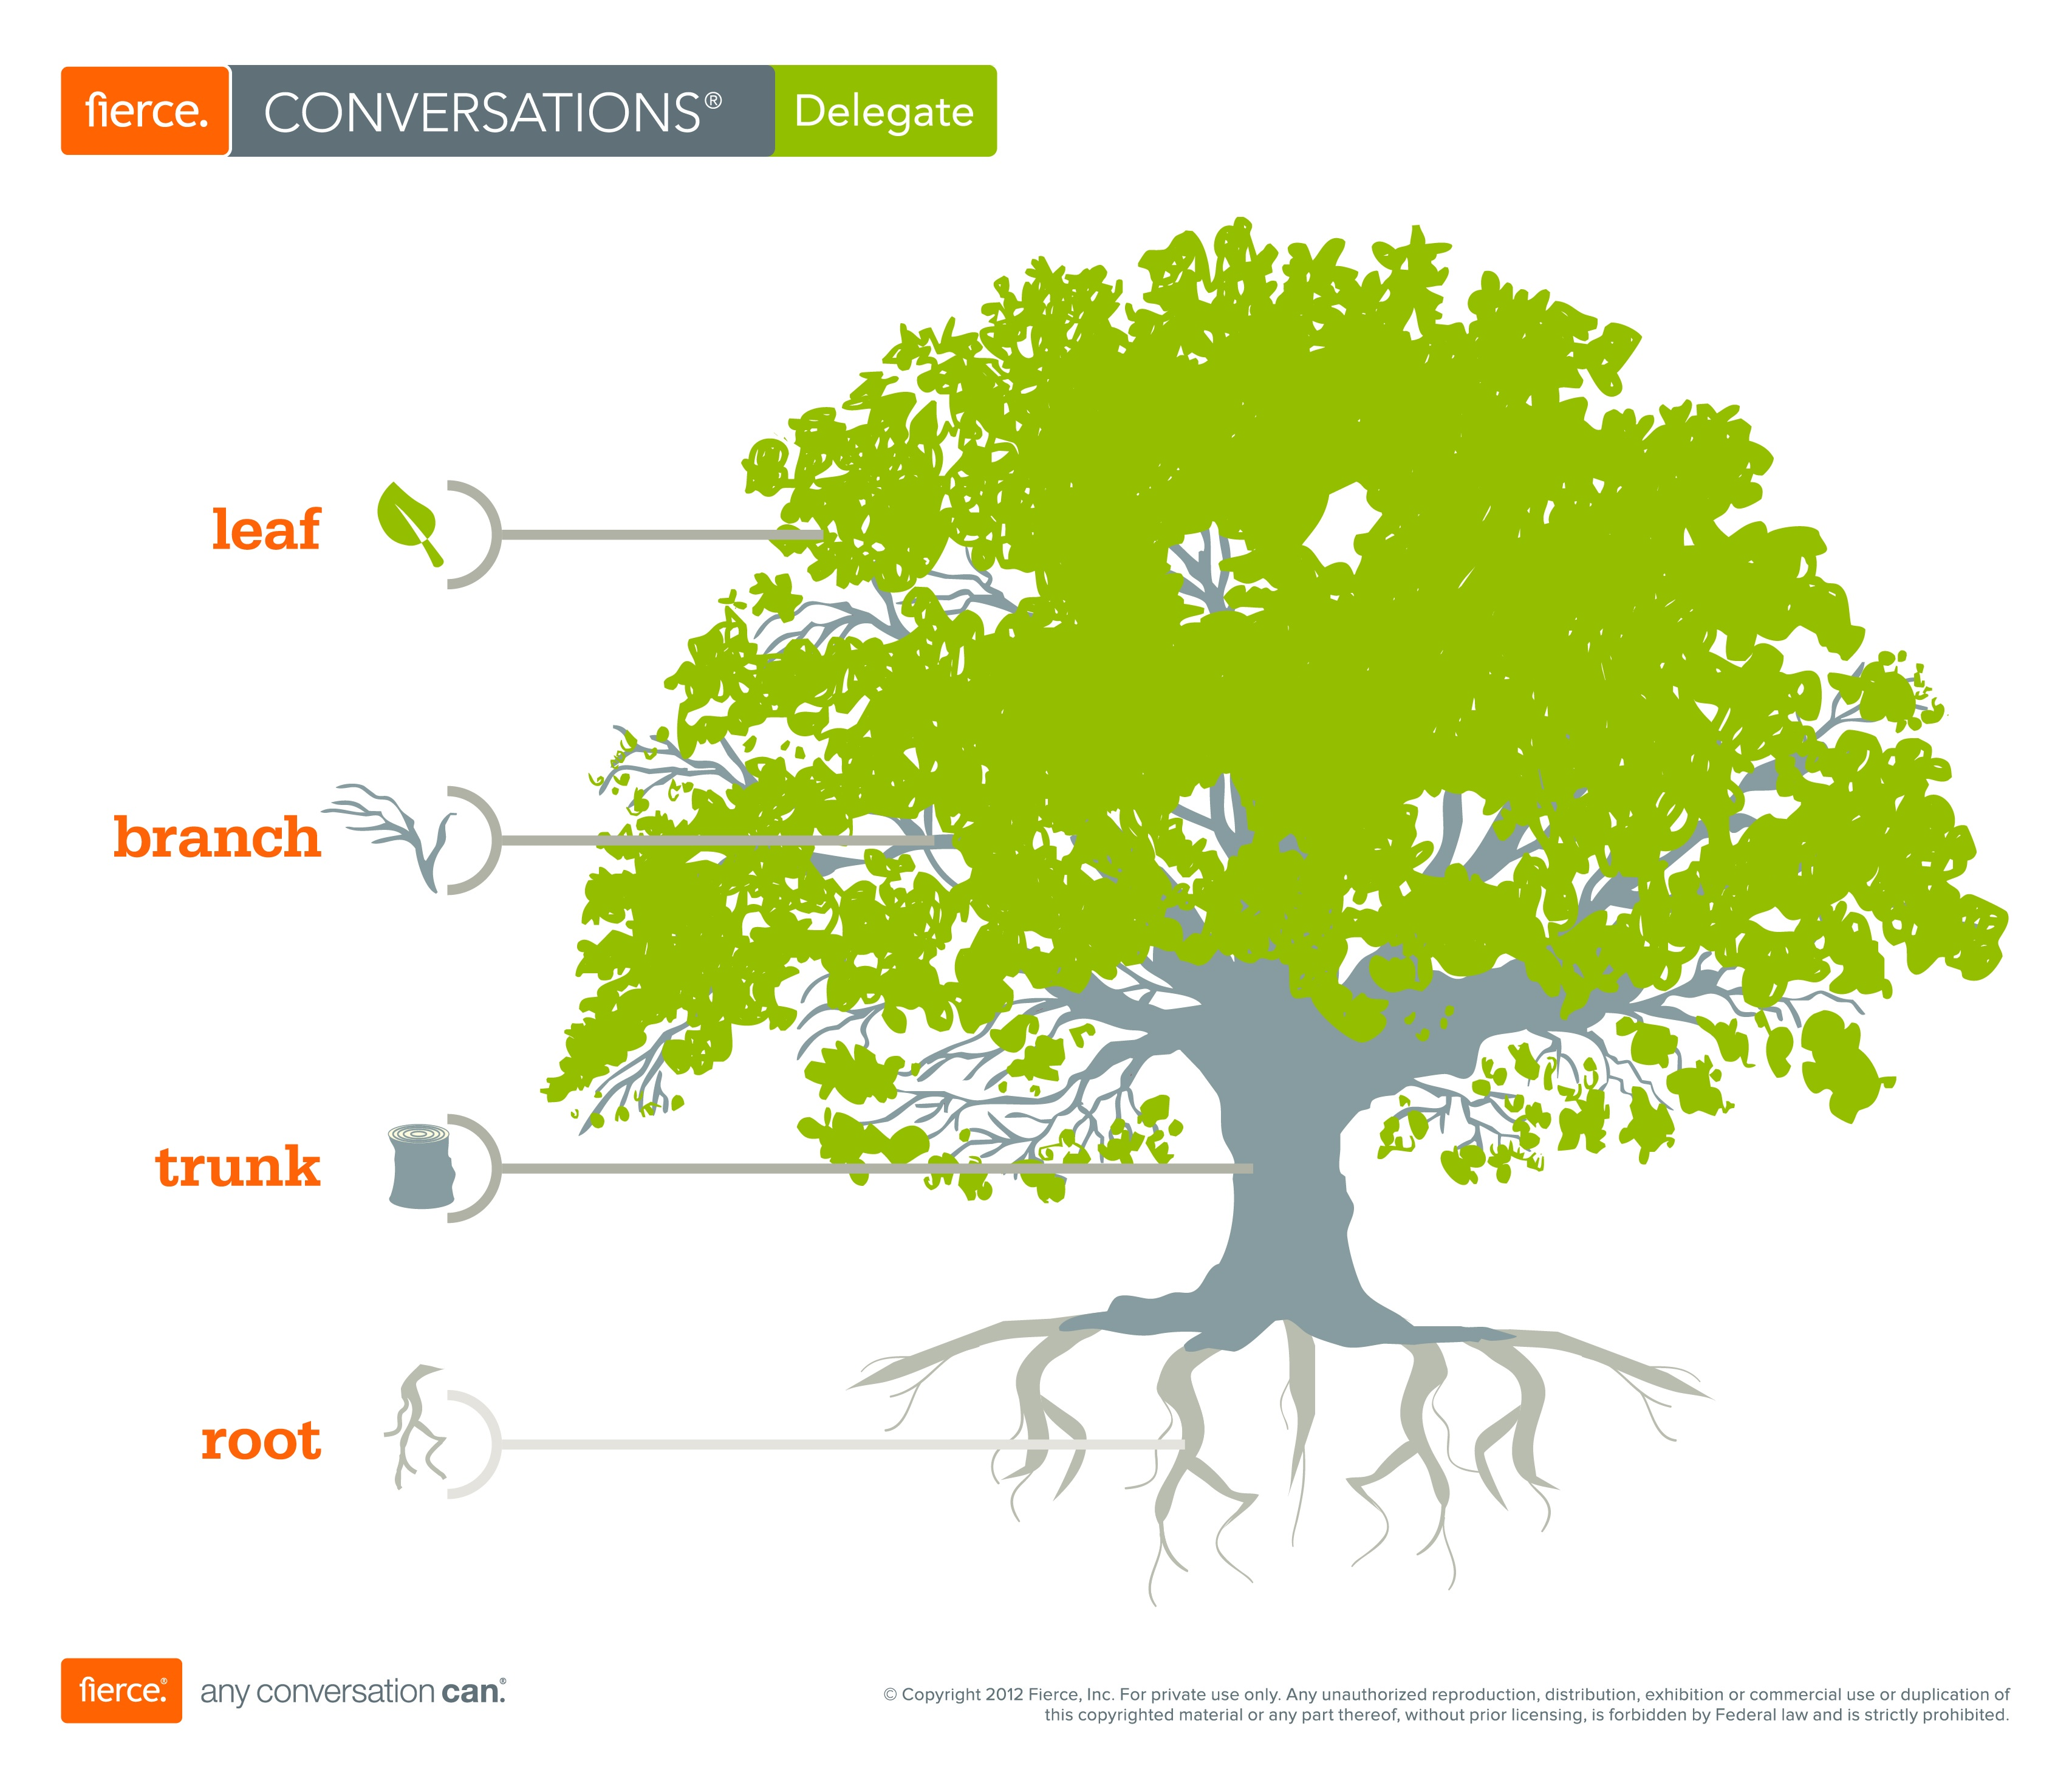 fierce. CONVERSATIONS® Delegate
leaf
branch
trunk
root
fierce.® any conversation can.®
© Copyright 2012 Fierce, Inc. For private use only. Any unauthorized reproduction, distribution, exhibition or commercial use or duplication of
this copyrighted material or any part thereof, without prior licensing, is forbidden by Federal law and is strictly prohibited.